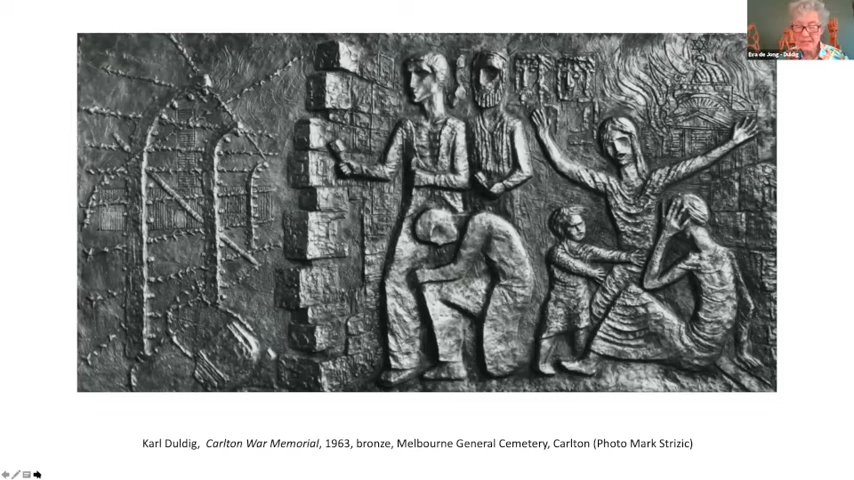 Eva de Jong - Duldig
Karl Duldig, Carlton War Memorial, 1963, bronze, Melbourne General Cemetery, Carlton (Photo Mark Strizic)